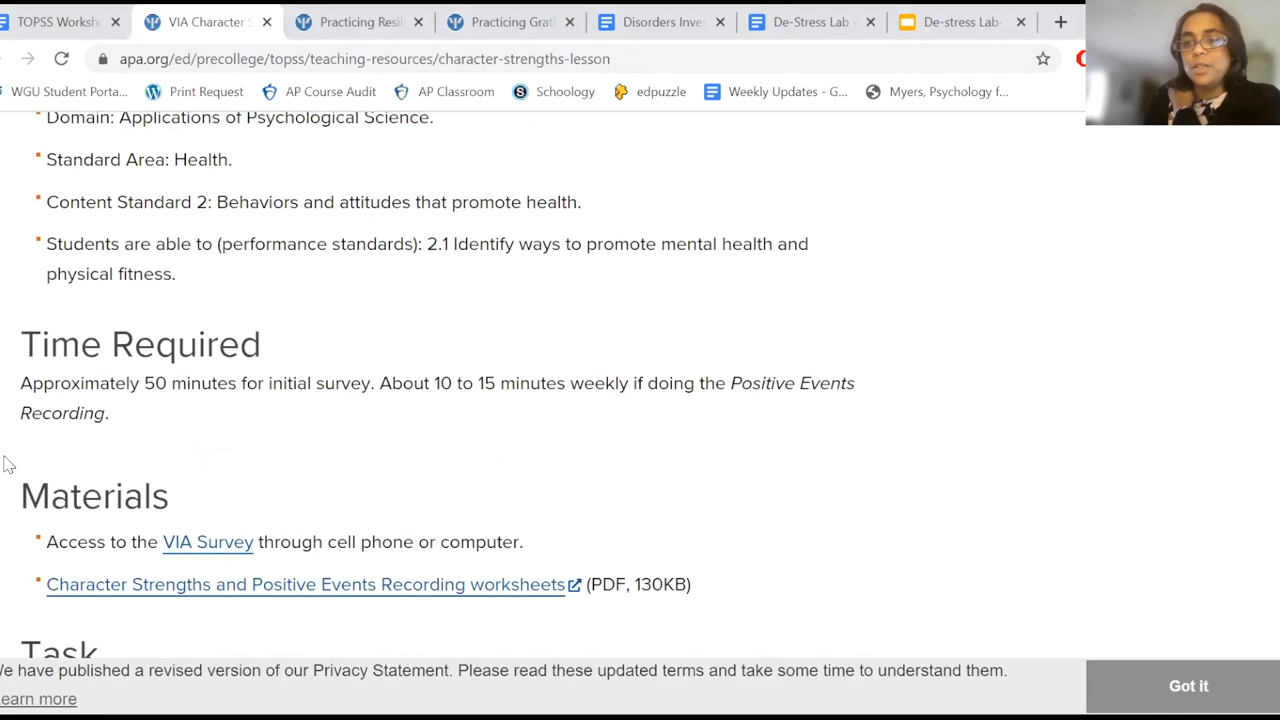 TOPSS Worksh
VIA Character
Practicing Resil
Practicing Grat
Disorders Inves
De-Stress Lab -
De-stress Lab-
apa.org/ed/precollege/topss/teaching-resources/character-strengths-lesson
WGU Student Porta...
Print Request
AP Course Audit
AP Classroom
Schoology
edpuzzle
Weekly Updates - G...
Myers, Psychology f...
Domain: Applications of Psychological Science.
Standard Area: Health.
Content Standard 2: Behaviors and attitudes that promote health.
Students are able to (performance standards): 2.1 Identify ways to promote mental health and
physical fitness.
Time Required
Approximately 50 minutes for initial survey. About 10 to 15 minutes weekly if doing the Positive Events
Recording.
Materials
Access to the VIA Survey through cell phone or computer.
Character Strengths and Positive Events Recording worksheets (PDF, 130KB)
Task
We have published a revised version of our Privacy Statement. Please read these updated terms and take some time to understand them.
Learn more
Got it